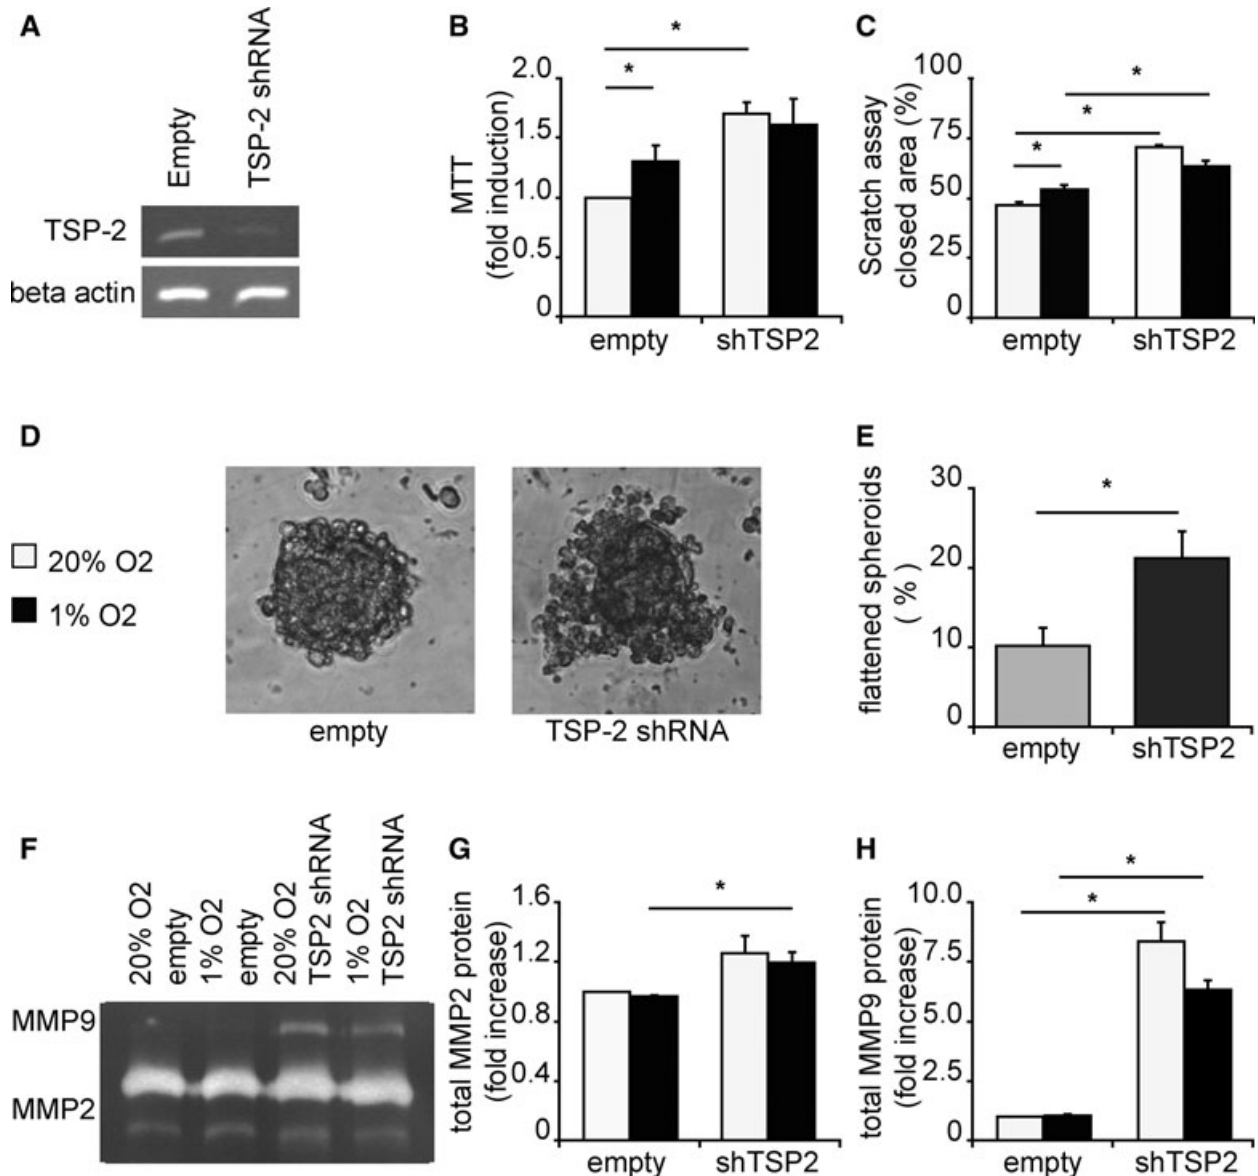 A
Empty
TSP-2 shRNA
TSP-2
beta actin
B
*
*
MTT
(fold induction)
2.0
1.5
1.0
0.5
0
empty
shTSP2
C
*
*
*
Scratch assay
closed area (%)
100
75
50
25
0
empty
shTSP2
D
20% O2
1% O2
empty
TSP-2 shRNA
E
*
flattened spheroids
( % )
30
20
10
0
empty
shTSP2
F
20% O2
empty
1% O2
empty
20% O2
TSP2 shRNA
1% O2
TSP2 shRNA
MMP9
MMP2
G
*
total MMP2 protein
(fold increase)
1.6
1.2
0.8
0.4
0
empty
shTSP2
H
*
*
total MMP9 protein
(fold increase)
10.0
7.5
5.0
2.5
0
empty
shTSP2